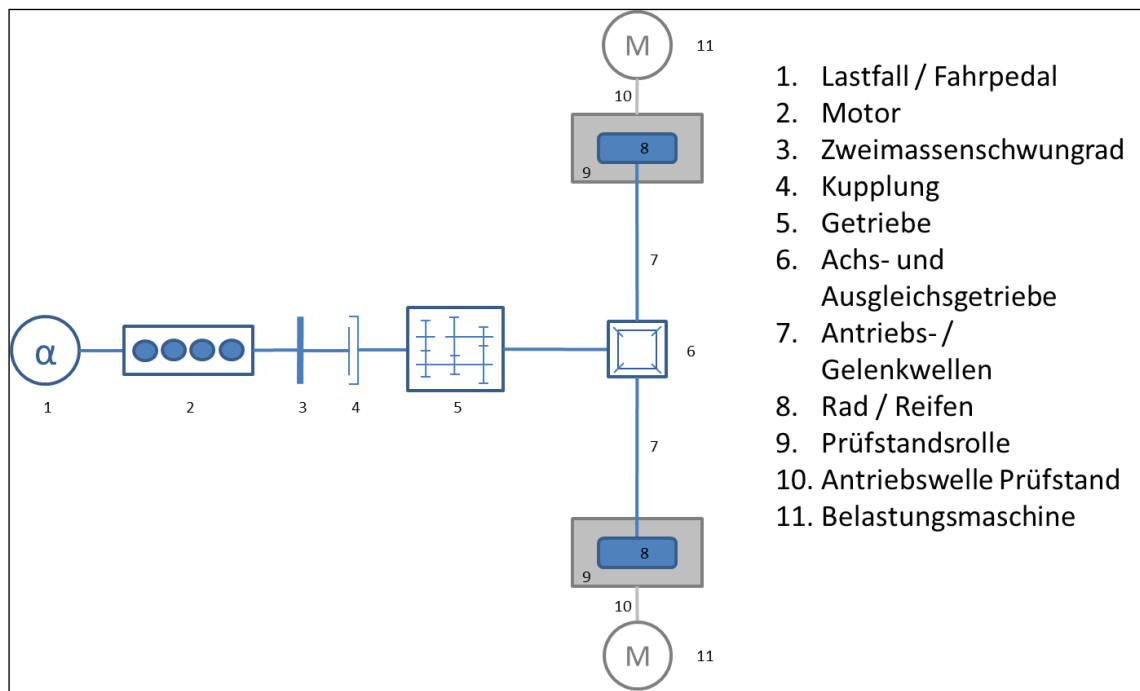 M
11
10
8
9
7
α
6
1
2
3
4
5
7
8
9
10
M
11
1. Lastfall / Fahrpedal
2. Motor
3. Zweimassenschwungrad
4. Kupplung
5. Getriebe
6. Achs- und
Ausgleichsgetriebe
7. Antriebs- /
Gelenkwellen
8. Rad / Reifen
9. Prüfstandsrolle
10. Antriebswelle Prüfstand
11. Belastungsmaschine